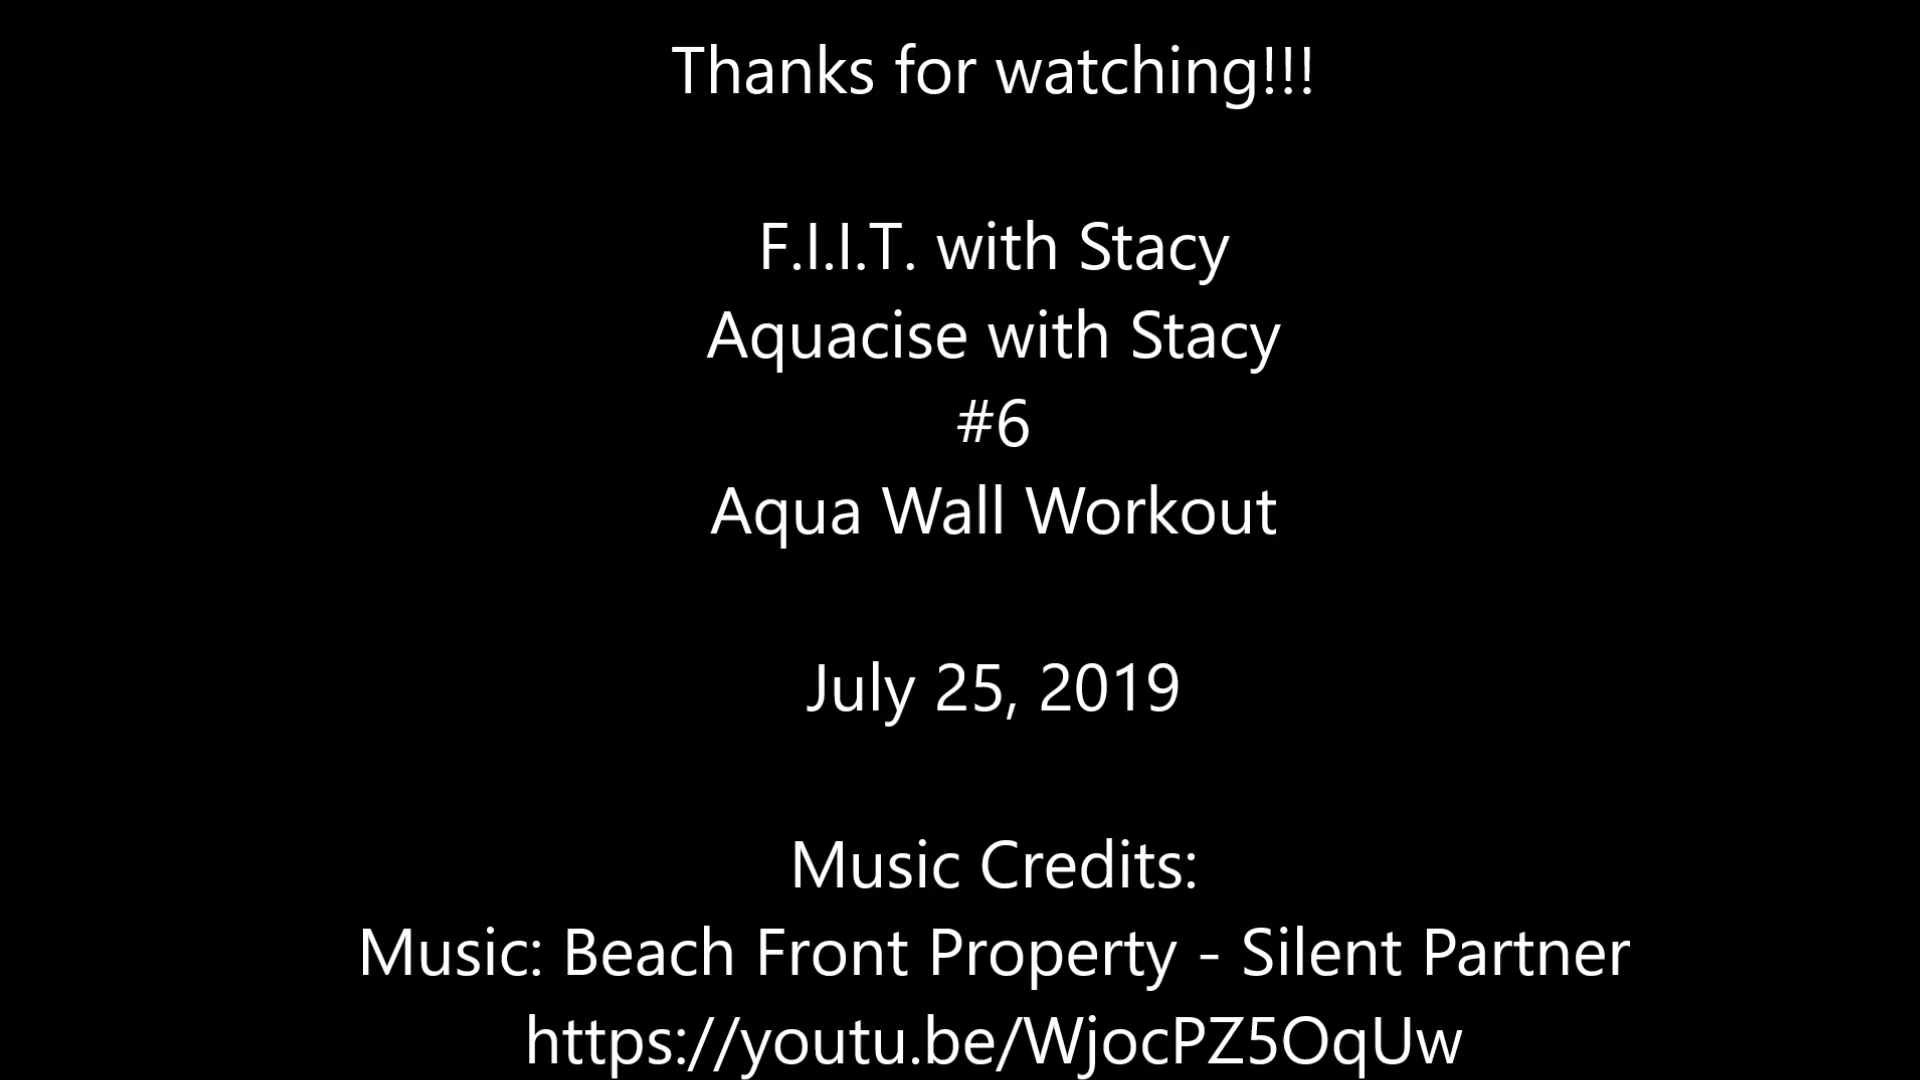 Thanks for watching!!!
F.I.I.T. with Stacy
Aquacise with Stacy
#6
Aqua Wall Workout
July 25, 2019
Music Credits:
Music: Beach Front Property - Silent Partner
https://youtu.be/WjocPZ5OqUw